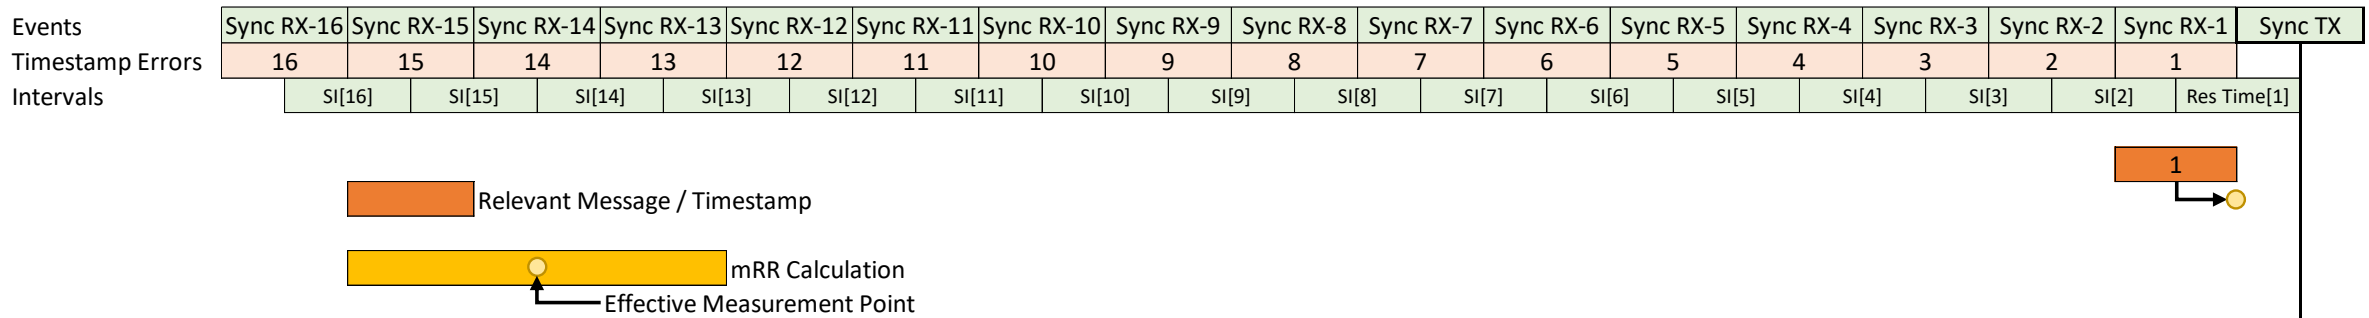 Events Sync RX-16 Sync RX-15 Sync RX-14 Sync RX-13 Sync RX-12 Sync RX-11 Sync RX-10 Sync RX-9 Sync RX-8 Sync RX-7 Sync RX-6 Sync RX-5 Sync RX-4 Sync RX-3 Sync RX-2 Sync RX-1 Sync TX
Timestamp Errors 16 15 14 13 12 11 10 9 8 7 6 5 4 3 2 1
Intervals SI[16] SI[15] SI[14] SI[13] SI[12] SI[11] SI[10] SI[9] SI[8] SI[7] SI[6] SI[5] SI[4] SI[3] SI[2] Res Time[1]
1
Relevant Message / Timestamp
mRR Calculation
Effective Measurement Point